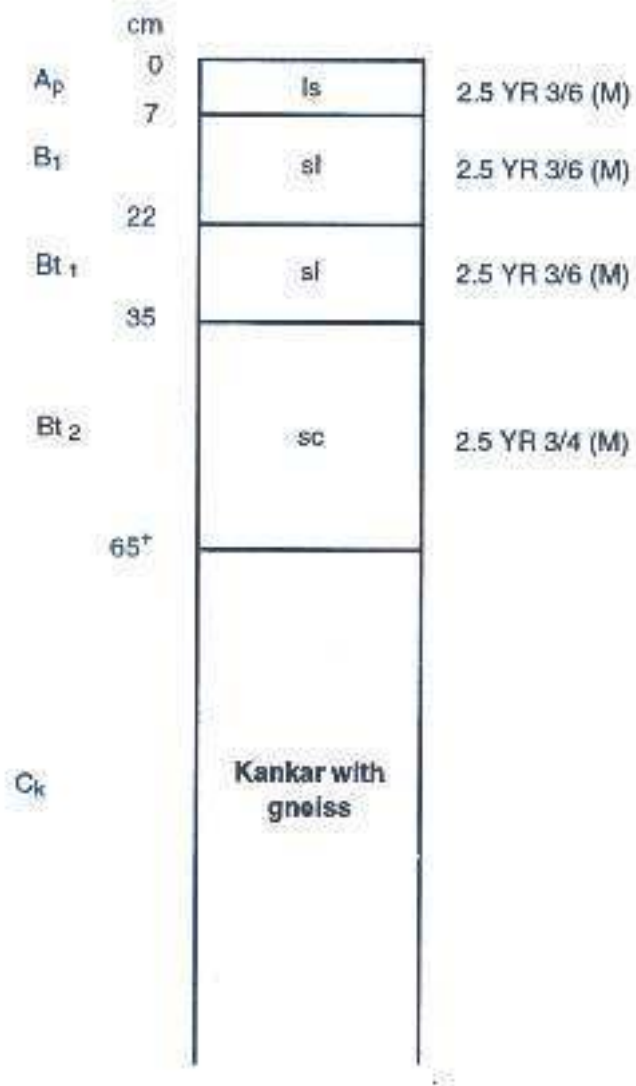 cm
0
Ap
ls
2.5 YR 3/6 (M)
7
B1
sl
2.5 YR 3/6 (M)
22
Bt 1
sl
2.5 YR 3/6 (M)
35
Bt 2
sc
2.5 YR 3/4 (M)
65+
Ck
Kankar with
gneiss